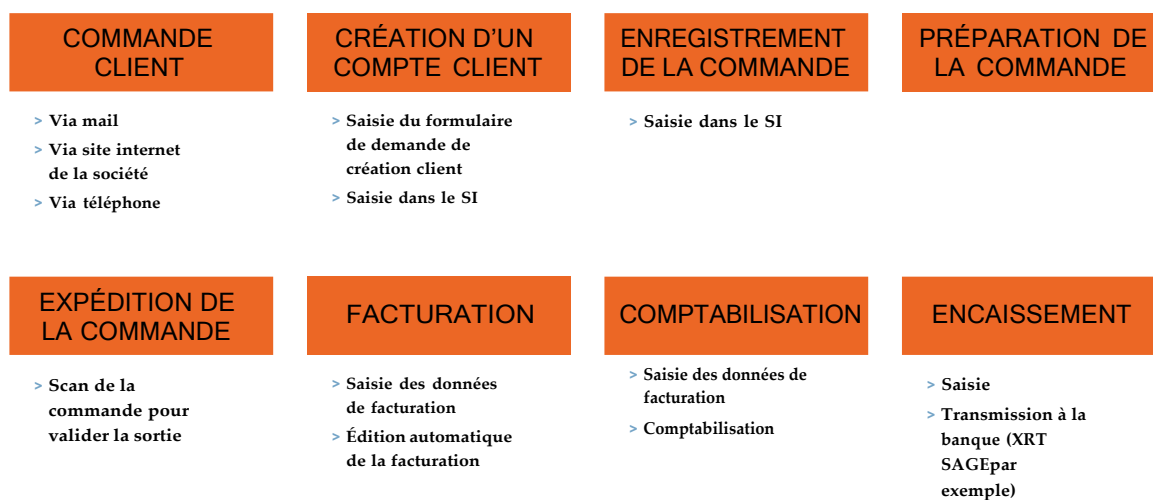 COMMANDE
CLIENT
> Via mail
> Via site internet
de la société
> Via téléphone
CRÉATION D’UN
COMPTE CLIENT
> Saisie du formulaire
de demande de
création client
> Saisie dans le SI
ENREGISTREMENT
DE LA COMMANDE
> Saisie dans le SI
PRÉPARATION DE
LA COMMANDE
EXPÉDITION DE
LA COMMANDE
> Scan de la
commande pour
valider la sortie
FACTURATION
> Saisie des données
de facturation
> Édition automatique
de la facturation
COMPTABILISATION
> Saisie des données de
facturation
> Comptabilisation
ENCAISSEMENT
> Saisie
> Transmission à la
banque (XRT
SAGEpar
exemple)